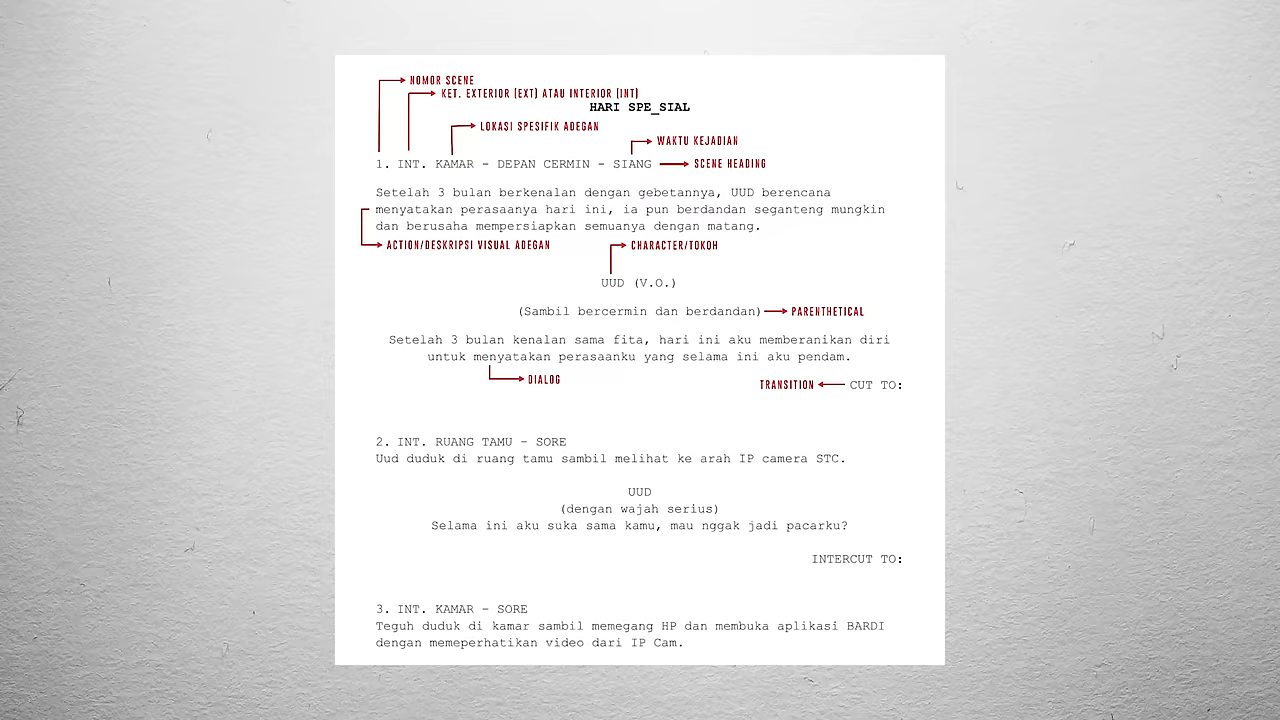 NOMOR SCENE
KET. EXTERIOR (EXT) ATAU INTERIOR (INT)
HARI SPE_SIAL
LOKASI SPESIFIK ADEGAN
WAKTU KEJADIAN
1. INT. KAMAR – DEPAN CERMIN – SIANG SCENE HEADING
Setelah 3 bulan berkenalan dengan gebetannya, UUD berencana
menyatakan perasaanya hari ini, ia pun berdandan seganteng mungkin
dan berusaha mempersiapkan semuanya dengan matang.
ACTION/DESKRIPSI VISUAL ADEGAN CHARACTER/TOKOH
UUD (V.O.)
(Sambil bercermin dan berdandan) PARENTHETICAL
Setelah 3 bulan kenalan sama fita, hari ini aku memberanikan diri
untuk menyatakan perasaanku yang selama ini aku pendam.
DIALOG
TRANSITION CUT TO:
2. INT. RUANG TAMU – SORE
Uud duduk di ruang tamu sambil melihat ke arah IP camera STC.
UUD
(dengan wajah serius)
Selama ini aku suka sama kamu, mau nggak jadi pacarku?
INTERCUT TO:
3. INT. KAMAR – SORE
Teguh duduk di kamar sambil memegang HP dan membuka aplikasi BARDI
dengan memeperhatikan video dari IP Cam.